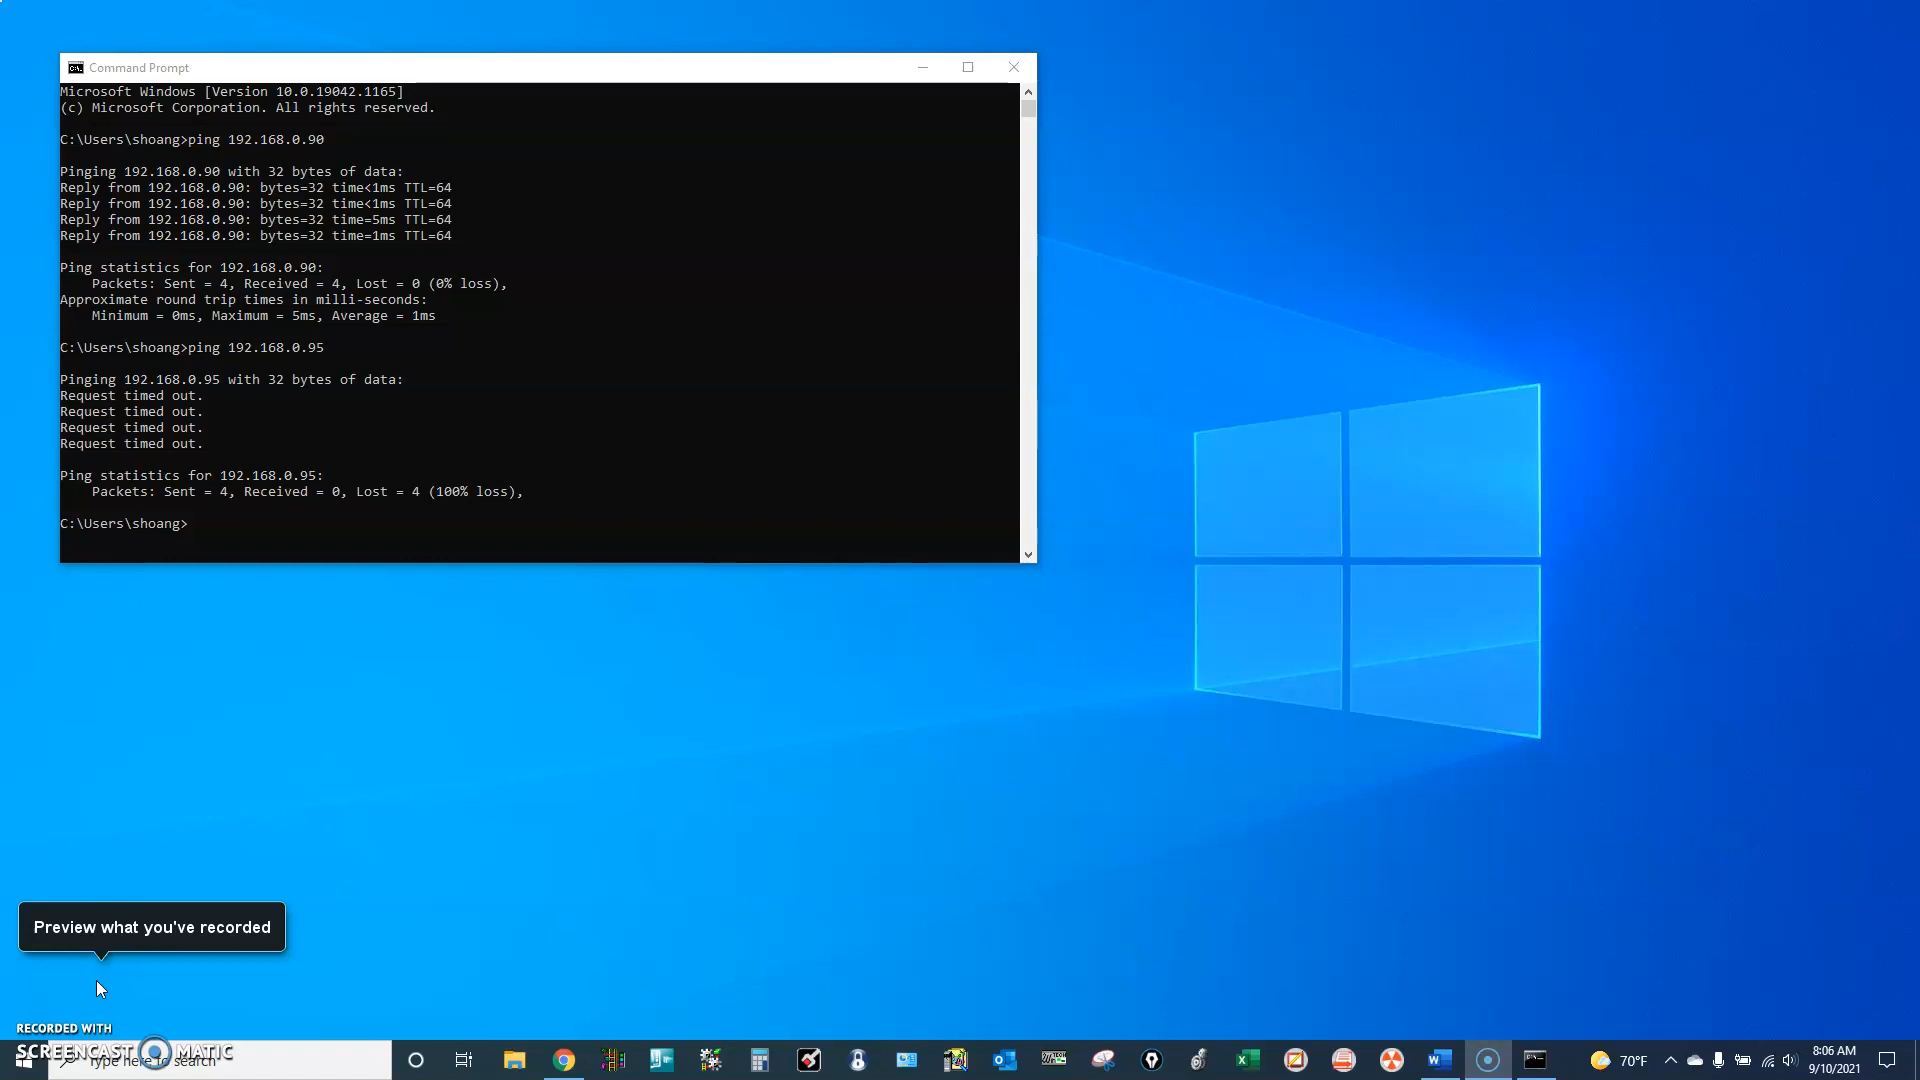 Command Prompt
Microsoft Windows [Version 10.0.19042.1165]
(c) Microsoft Corporation. All rights reserved.
C:\Users\shoang>ping 192.168.0.90
Pinging 192.168.0.90 with 32 bytes of data:
Reply from 192.168.0.90: bytes=32 time<1ms TTL=64
Reply from 192.168.0.90: bytes=32 time<1ms TTL=64
Reply from 192.168.0.90: bytes=32 time=5ms TTL=64
Reply from 192.168.0.90: bytes=32 time=1ms TTL=64
Ping statistics for 192.168.0.90:
    Packets: Sent = 4, Received = 4, Lost = 0 (0% loss),
Approximate round trip times in milli-seconds:
    Minimum = 0ms, Maximum = 5ms, Average = 1ms
C:\Users\shoang>ping 192.168.0.95
Pinging 192.168.0.95 with 32 bytes of data:
Request timed out.
Request timed out.
Request timed out.
Request timed out.
Ping statistics for 192.168.0.95:
    Packets: Sent = 4, Received = 0, Lost = 4 (100% loss),
C:\Users\shoang>
Preview what you've recorded
RECORDED WITH
SCREENCAST MATIC
Type here to search
70°F
8:06 AM
9/10/2021